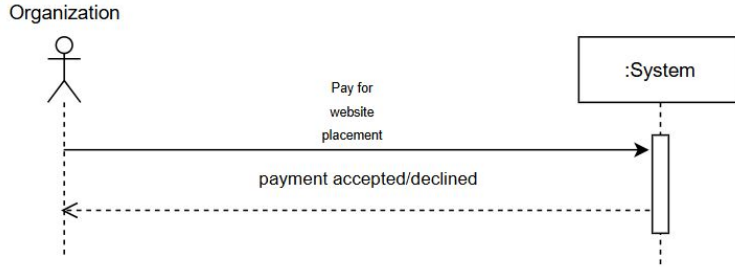 Organization
:System
Pay for
website
placement
payment accepted/declined